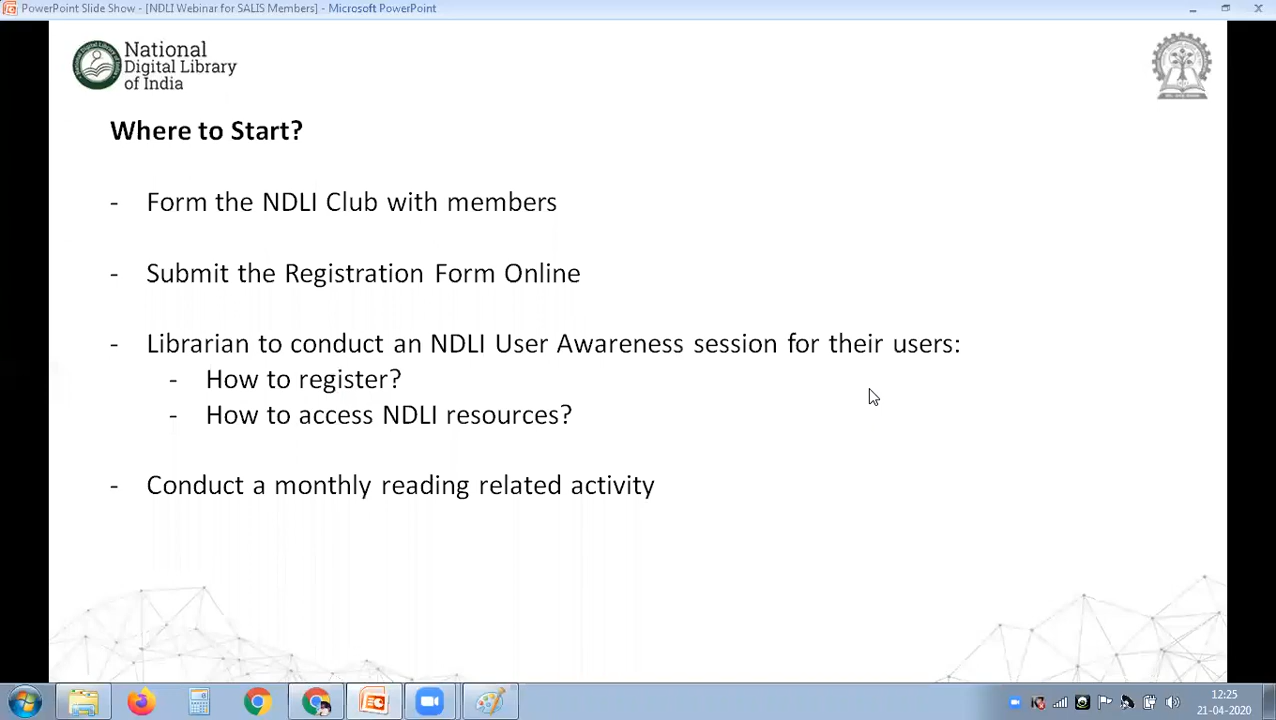 PowerPoint Slide Show - [NDLI Webinar for SALIS Members] - Microsoft PowerPoint
National
Digital Library
of India
Where to Start?
- Form the NDLI Club with members
- Submit the Registration Form Online
- Librarian to conduct an NDLI User Awareness session for their users:
- How to register?
- How to access NDLI resources?
- Conduct a monthly reading related activity
12:25
21-04-2020